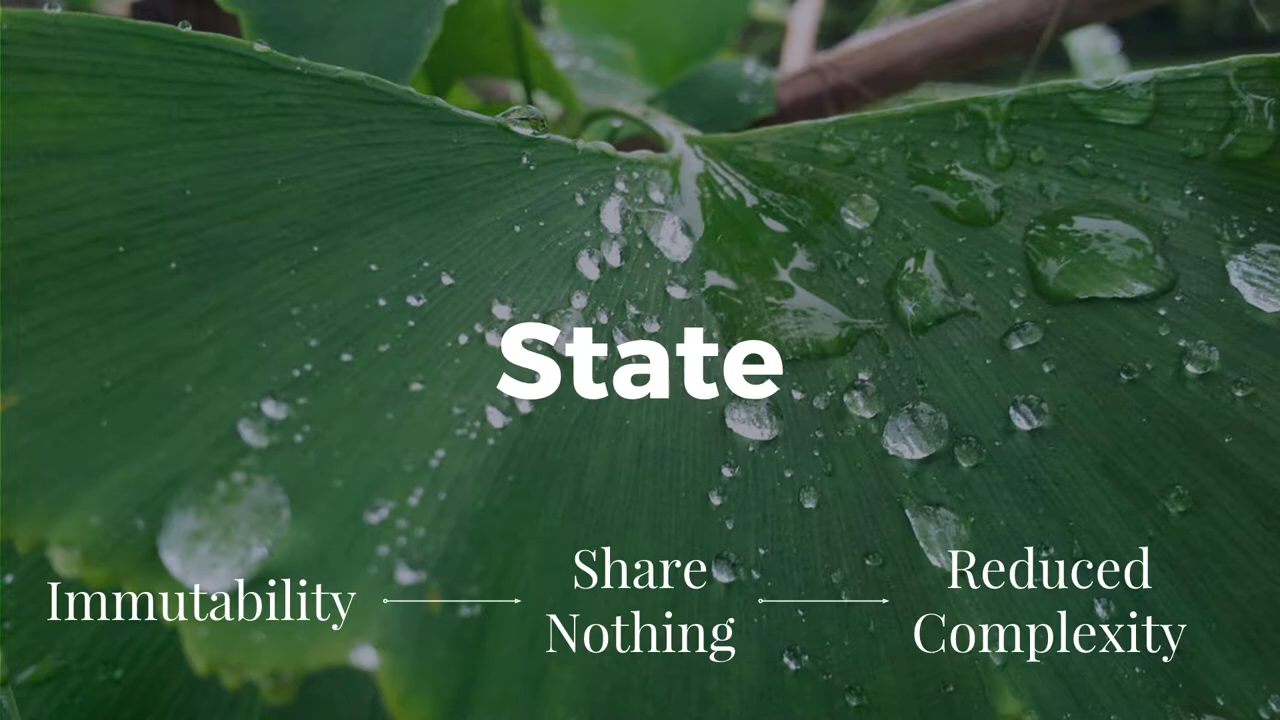 State
Immutability
Share
Nothing
Reduced
Complexity